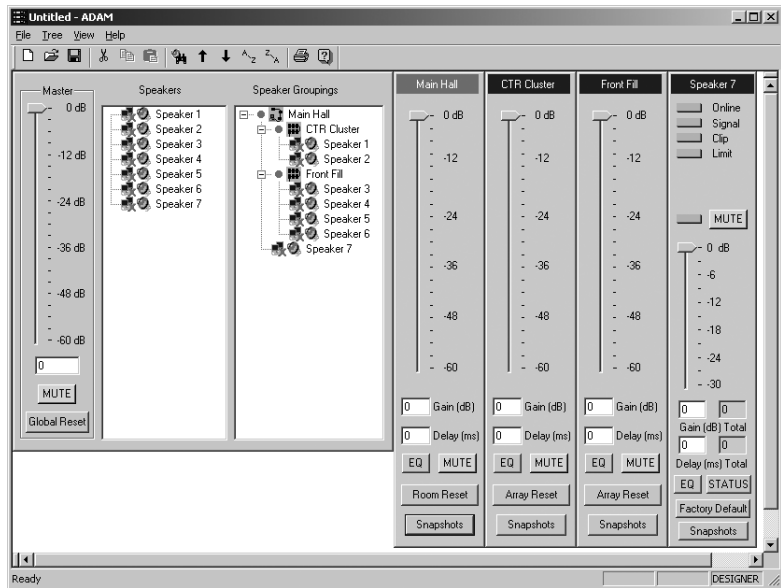 Untitled - ADAM
File Tree View Help
Master
0 dB
-12 dB
-24 dB
-36 dB
-48 dB
-60 dB
0
MUTE
Global Reset
Speakers
Speaker 1
Speaker 2
Speaker 3
Speaker 4
Speaker 5
Speaker 6
Speaker 7
Speaker Groupings
Main Hall
CTR Cluster
Speaker 1
Speaker 2
Front Fill
Speaker 3
Speaker 4
Speaker 5
Speaker 6
Speaker 7
Main Hall
0 dB
-12
-24
-36
-48
-60
0 Gain (dB)
0 Delay (ms)
EQ MUTE
Room Reset
Snapshots
CTR Cluster
0 dB
-12
-24
-36
-48
-60
0 Gain (dB)
0 Delay (ms)
EQ MUTE
Array Reset
Snapshots
Front Fill
0 dB
-12
-24
-36
-48
-60
0 Gain (dB)
0 Delay (ms)
EQ MUTE
Array Reset
Snapshots
Speaker 7
Online
Signal
Clip
Limit
MUTE
0 dB
-6
-12
-18
-24
-30
0 0
Gain (dB) Total
0 0
Delay (ms) Total
EQ STATUS
Factory Default
Snapshots
Ready
DESIGNER